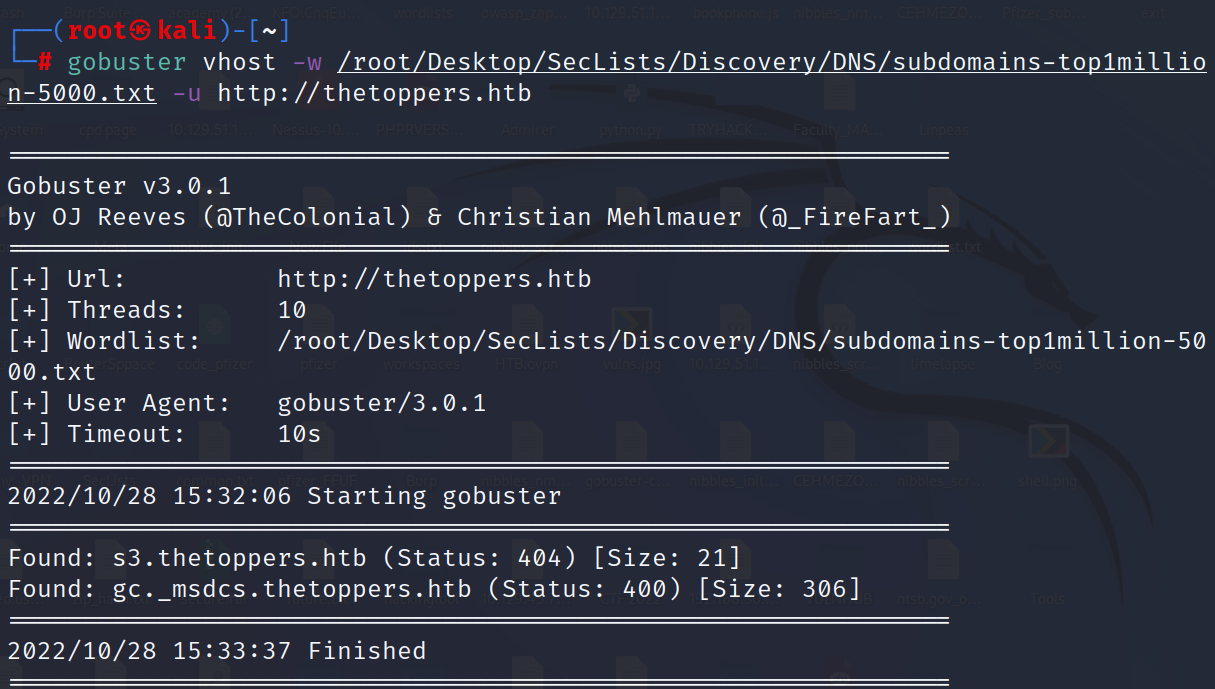 ┌──(root㉿kali)-[~]
└─# gobuster vhost -w /root/Desktop/SecLists/Discovery/DNS/subdomains-top1millio
n-5000.txt -u http://thetoppers.htb
===============================================================
Gobuster v3.0.1
by OJ Reeves (@TheColonial) & Christian Mehlmauer (@_FireFart_)
===============================================================
[+] Url:          http://thetoppers.htb
[+] Threads:      10
[+] Wordlist:     /root/Desktop/SecLists/Discovery/DNS/subdomains-top1million-50
00.txt
[+] User Agent:   gobuster/3.0.1
[+] Timeout:      10s
===============================================================
2022/10/28 15:32:06 Starting gobuster
===============================================================
Found: s3.thetoppers.htb (Status: 404) [Size: 21]
Found: gc._msdcs.thetoppers.htb (Status: 400) [Size: 306]
===============================================================
2022/10/28 15:33:37 Finished
===============================================================